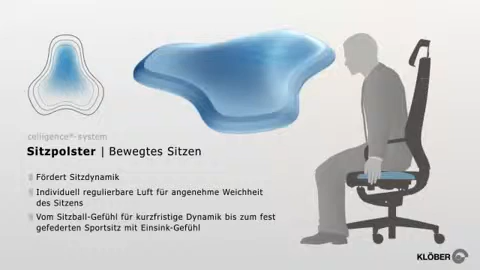 celligence®-system
Sitzpolster | Bewegtes Sitzen
Fördert Sitzdynamik
Individuell regulierbare Luft für angenehme Weichheit
des Sitzens
Vom Sitzball-Gefühl für kurzfristige Dynamik bis zum fest
gefederten Sportsitz mit Einsink-Gefühl
KLÖBER